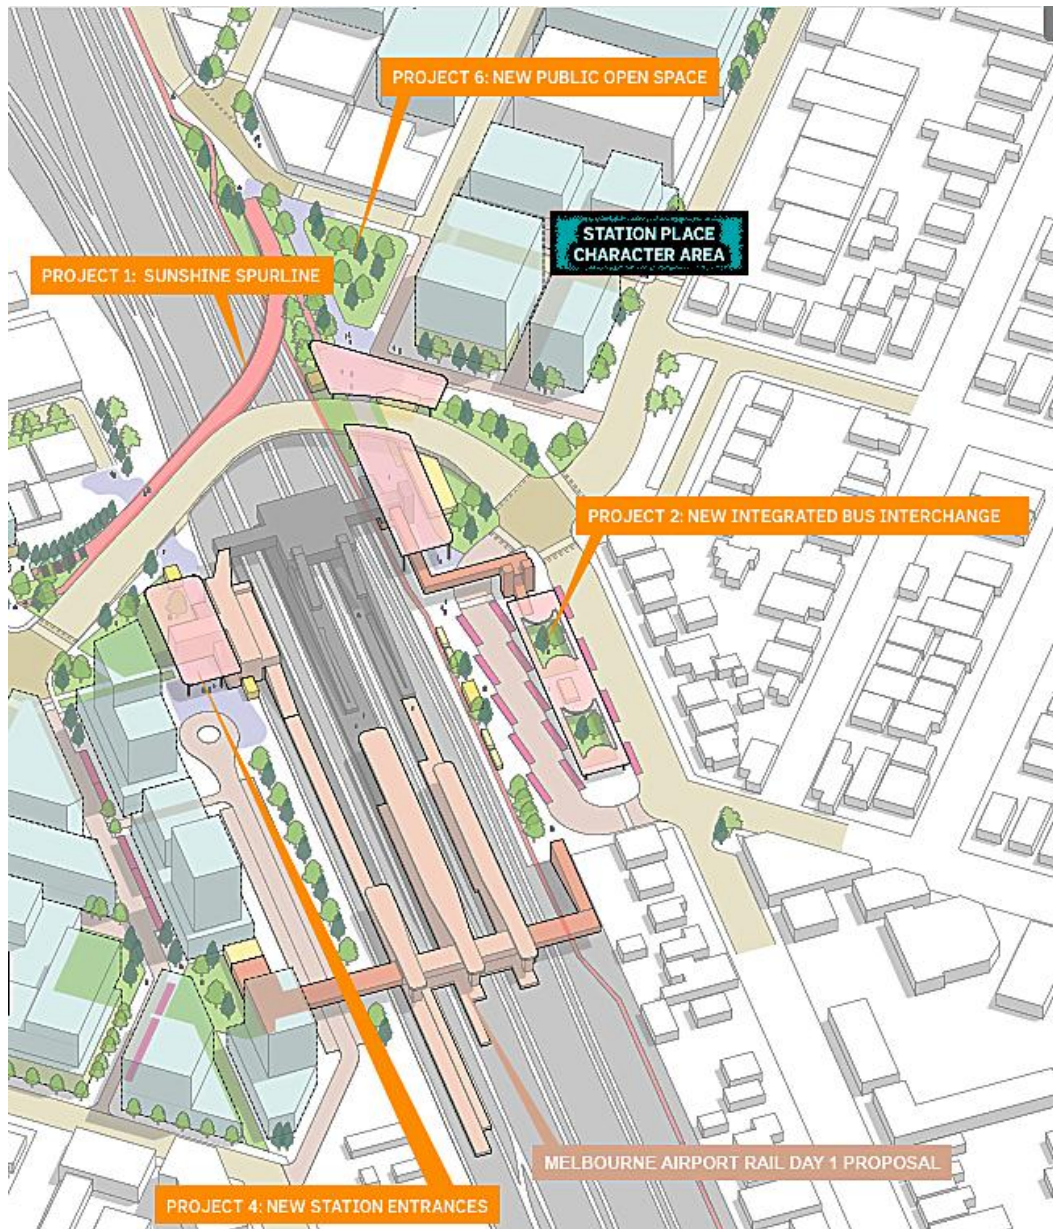 PROJECT 6: NEW PUBLIC OPEN SPACE
STATION PLACE
CHARACTER AREA
PROJECT 1: SUNSHINE SPURLINE
PROJECT 2: NEW INTEGRATED BUS INTERCHANGE
MELBOURNE AIRPORT RAIL DAY 1 PROPOSAL
PROJECT 4: NEW STATION ENTRANCES